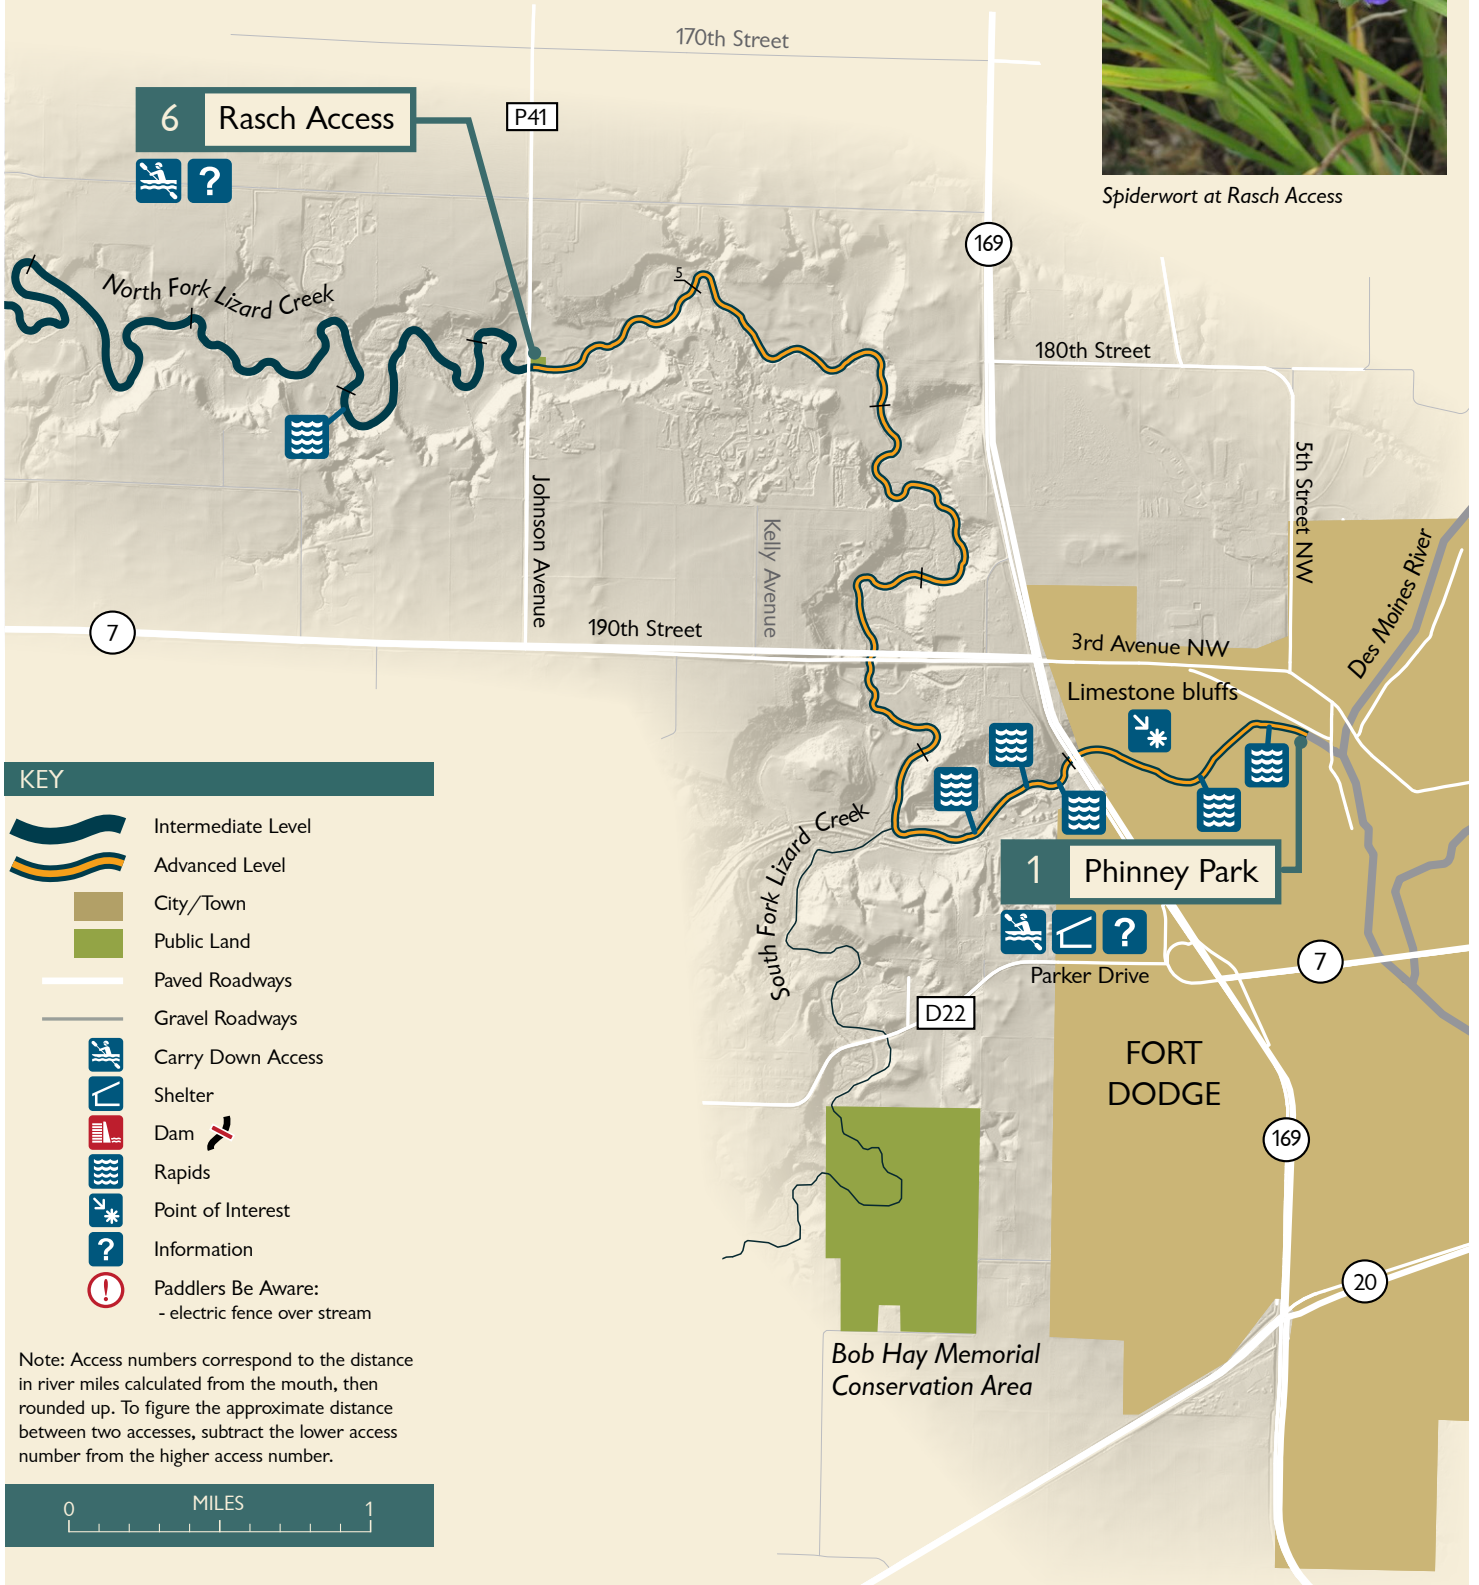 170th Street
6 Rasch Access
P41
?
Spiderwort at Rasch Access
169
North Fork Lizard Creek
5
180th Street
5th Street NW
Johnson Avenue
Kelly Avenue
Des Moines River
7
190th Street
3rd Avenue NW
Limestone bluffs
South Fork Lizard Creek
1 Phinney Park
?
Parker Drive
7
D22
FORT
DODGE
169
20
Bob Hay Memorial
Conservation Area
KEY
Intermediate Level
Advanced Level
City/Town
Public Land
Paved Roadways
Gravel Roadways
Carry Down Access
Shelter
Dam
Rapids
Point of Interest
? Information
! Paddlers Be Aware:
- electric fence over stream
Note: Access numbers correspond to the distance
in river miles calculated from the mouth, then
rounded up. To figure the approximate distance
between two accesses, subtract the lower access
number from the higher access number.
0 MILES 1